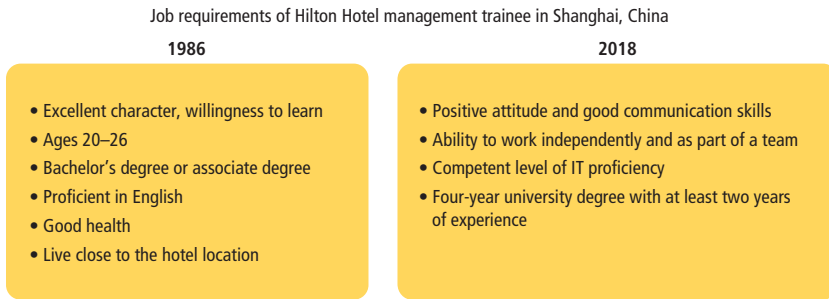 Job requirements of Hilton Hotel management trainee in Shanghai, China
1986
• Excellent character, willingness to learn
• Ages 20–26
• Bachelor’s degree or associate degree
• Proficient in English
• Good health
• Live close to the hotel location
2018
• Positive attitude and good communication skills
• Ability to work independently and as part of a team
• Competent level of IT proficiency
• Four-year university degree with at least two years
of experience